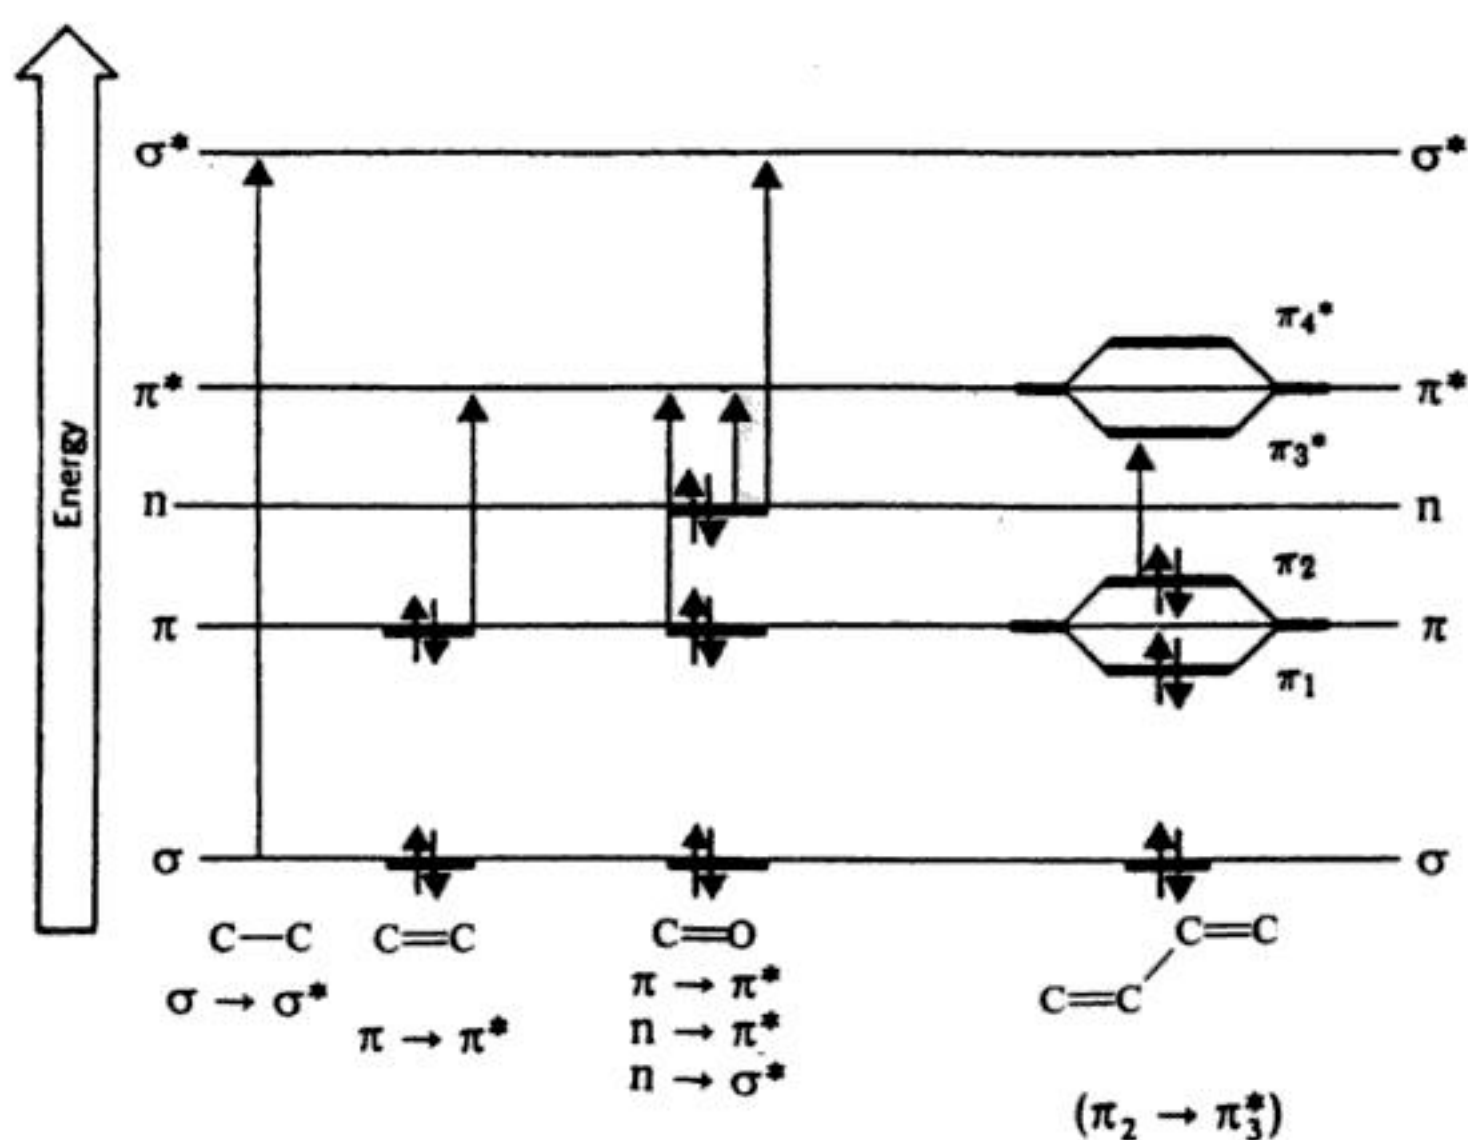 Energy
σ* σ*
π₄*
π* π*
π₃*
n n
π₂
π π
π₁
σ σ
C—C C=C C=O C=C
C=C
σ → σ* π → π*
π → π* n → π*
n → σ*
(π₂ → π₃*)